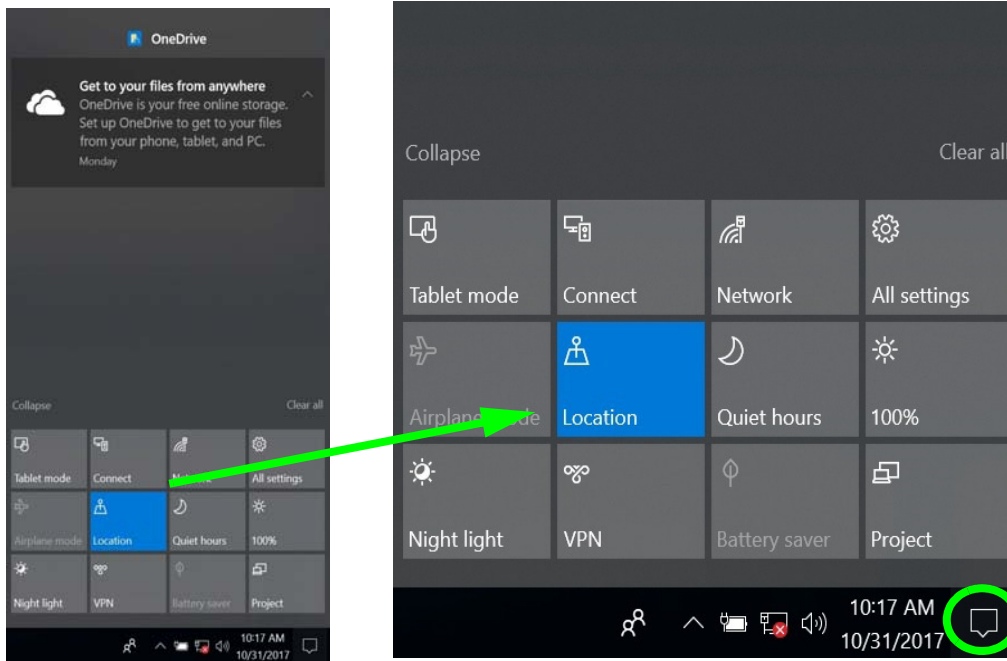 OneDrive
Get to your files from anywhere
OneDrive is your free online storage.
Set up OneDrive to get to your files
from your phone, tablet, and PC.
Monday
Collapse Clear all
Tablet mode Connect Network All settings
Airplane mode Location Quiet hours 100%
Night light VPN Battery saver Project
10:17 AM
10/31/2017
Collapse Clear all
Tablet mode Connect Network All settings
Location Quiet hours 100%
Night light VPN Battery saver Project
10:17 AM
10/31/2017